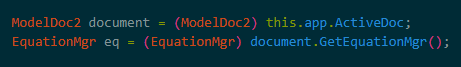 ModelDoc2 document = (ModelDoc2) this.app.ActiveDoc;
EquationMgr eq = (EquationMgr) document.GetEquationMgr();